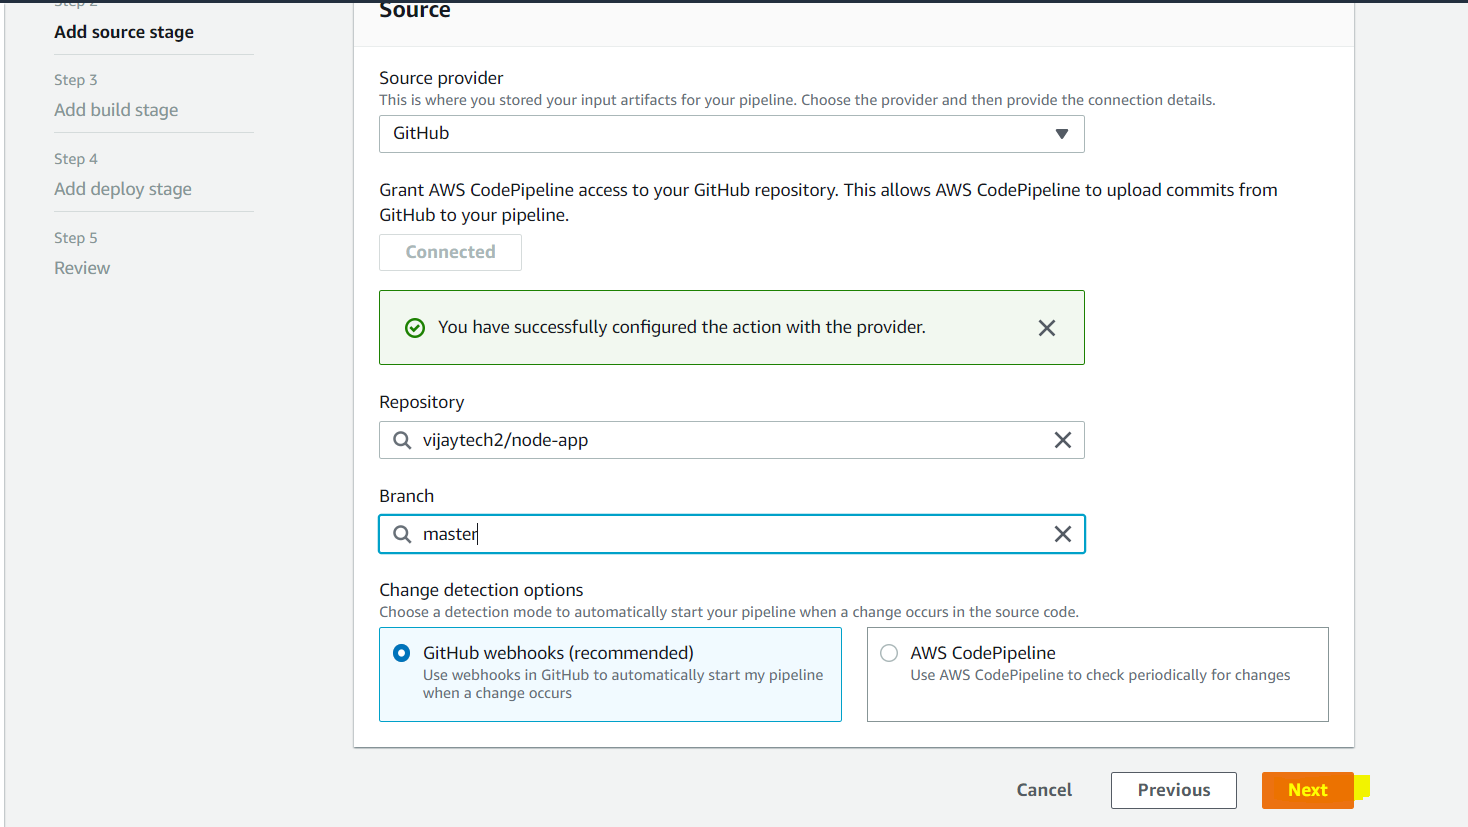 Step 2
Add source stage
Step 3
Add build stage
Step 4
Add deploy stage
Step 5
Review
Source
Source provider
This is where you stored your input artifacts for your pipeline. Choose the provider and then provide the connection details.
GitHub
Grant AWS CodePipeline access to your GitHub repository. This allows AWS CodePipeline to upload commits from
GitHub to your pipeline.
Connected
You have successfully configured the action with the provider.
Repository
vijaytech2/node-app
Branch
master
Change detection options
Choose a detection mode to automatically start your pipeline when a change occurs in the source code.
GitHub webhooks (recommended)
Use webhooks in GitHub to automatically start my pipeline
when a change occurs
AWS CodePipeline
Use AWS CodePipeline to check periodically for changes
Cancel
Previous
Next